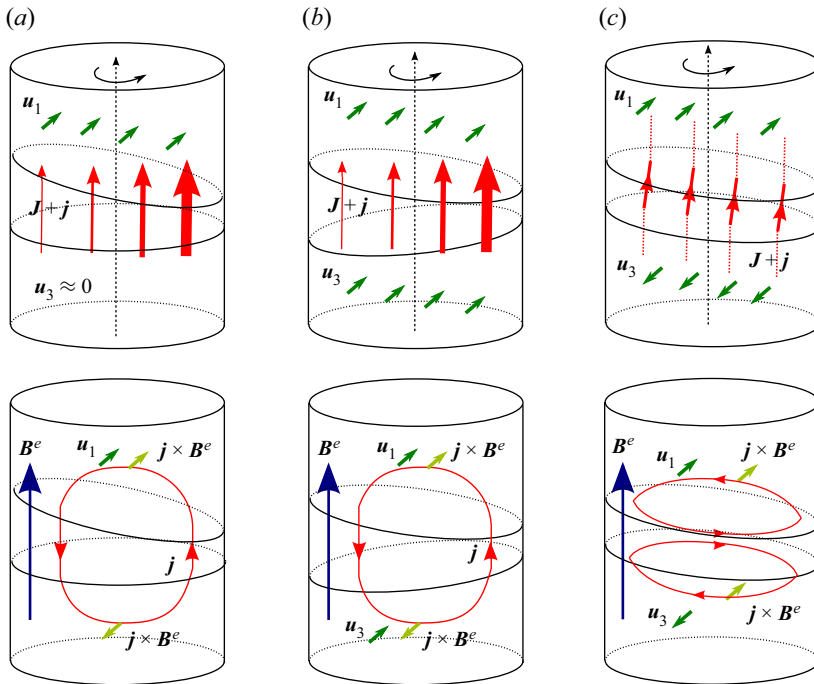 (a)
(b)
(c)
u₁
u₁
u₁
J + j
J + j
u₃ ≈ 0
u₃
u₃
J + j
Bᵉ
u₁
j × Bᵉ
j
j × Bᵉ
Bᵉ
u₁
j × Bᵉ
j
u₃
j × Bᵉ
Bᵉ
u₁
j × Bᵉ
u₃
j × Bᵉ